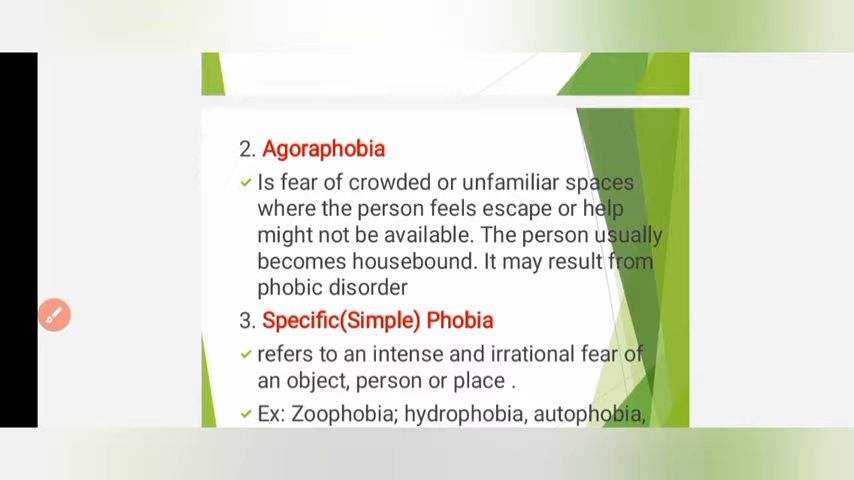 2. Agoraphobia
Is fear of crowded or unfamiliar spaces
where the person feels escape or help
might not be available. The person usually
becomes housebound. It may result from
phobic disorder
3. Specific(Simple) Phobia
refers to an intense and irrational fear of
an object, person or place .
Ex: Zoophobia; hydrophobia, autophobia,